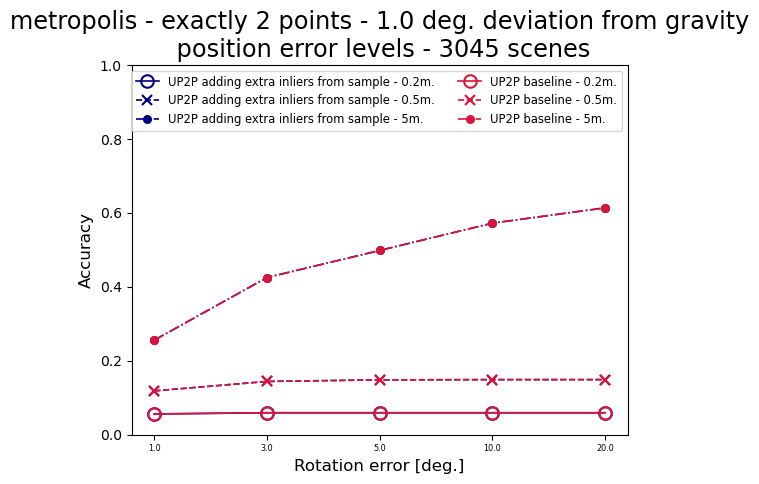 metropolis - exactly 2 points - 1.0 deg. deviation from gravity
position error levels - 3045 scenes
UP2P adding extra inliers from sample - 0.2m.
UP2P adding extra inliers from sample - 0.5m.
UP2P adding extra inliers from sample - 5m.
UP2P baseline - 0.2m.
UP2P baseline - 0.5m.
UP2P baseline - 5m.
Accuracy
1.0
0.8
0.6
0.4
0.2
0.0
1.0 3.0 5.0 10.0 20.0
Rotation error [deg.]